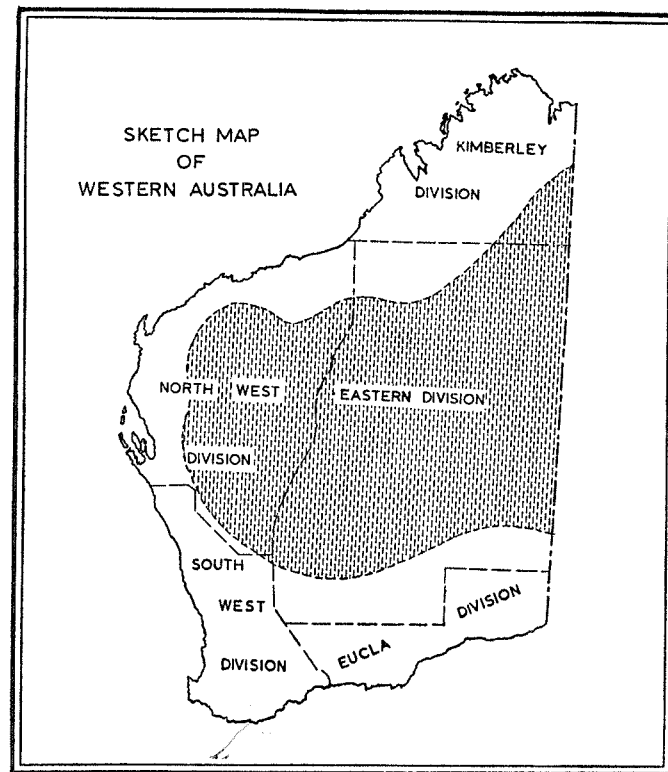 SKETCH MAP
OF
WESTERN AUSTRALIA
KIMBERLEY
DIVISION
NORTH WEST
DIVISION
EASTERN DIVISION
SOUTH
WEST
DIVISION
EUCLA DIVISION